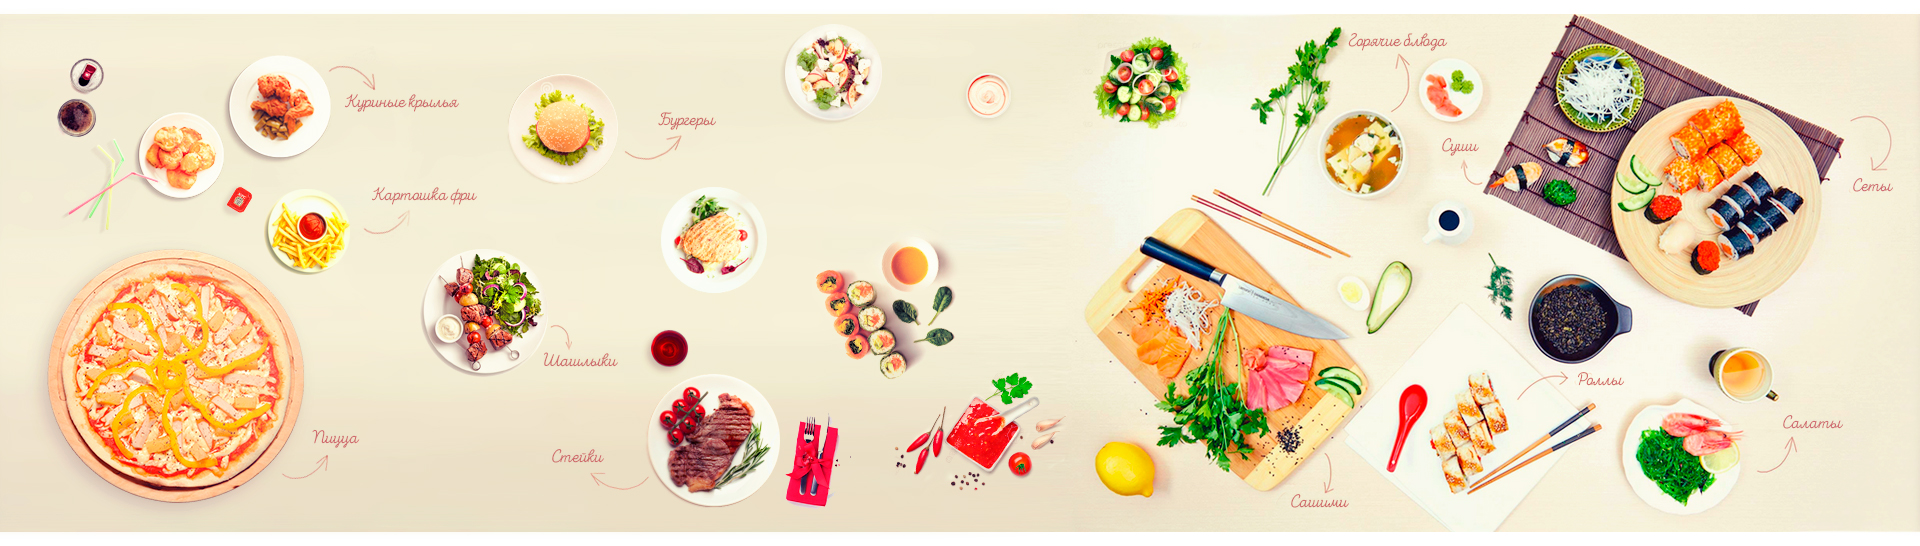 Куриные крылья
Картошка фри
Бургеры
Шашлыки
Пицца
Стейки
Горячие блюда
Суши
Сеты
Роллы
Салаты
Сашими